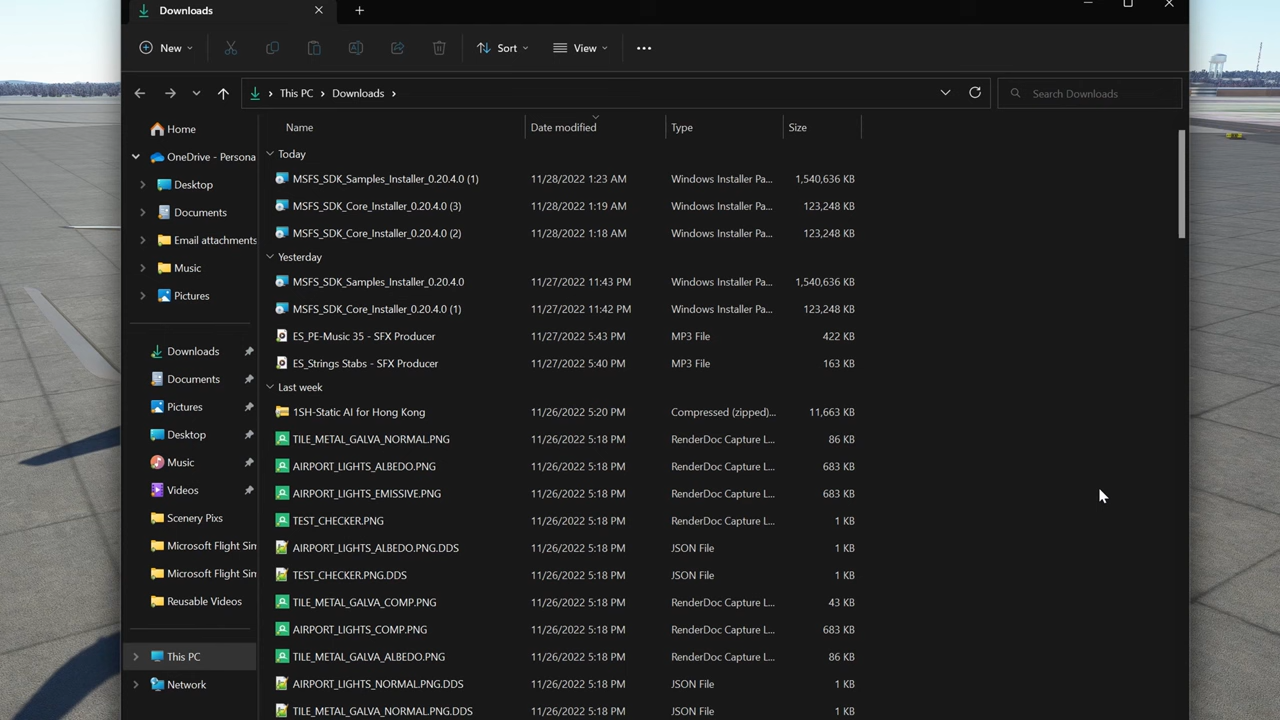 Downloads
New
Sort
View
This PC
Downloads
Search Downloads
Name
Date modified
Type
Size
Home
OneDrive - Persona
Desktop
Documents
Email attachments
Music
Pictures
Downloads
Documents
Pictures
Desktop
Music
Videos
Scenery Pixs
Microsoft Flight Sim
Microsoft Flight Sim
Reusable Videos
This PC
Network
Today
MSFS_SDK_Samples_Installer_0.20.4.0 (1) 11/28/2022 1:23 AM Windows Installer Pa... 1,540,636 KB
MSFS_SDK_Core_Installer_0.20.4.0 (3) 11/28/2022 1:19 AM Windows Installer Pa... 123,248 KB
MSFS_SDK_Core_Installer_0.20.4.0 (2) 11/28/2022 1:18 AM Windows Installer Pa... 123,248 KB
Yesterday
MSFS_SDK_Samples_Installer_0.20.4.0 11/27/2022 11:43 PM Windows Installer Pa... 1,540,636 KB
MSFS_SDK_Core_Installer_0.20.4.0 (1) 11/27/2022 11:42 PM Windows Installer Pa... 123,248 KB
ES_PE-Music 35 - SFX Producer 11/27/2022 5:43 PM MP3 File 422 KB
ES_Strings Stabs - SFX Producer 11/27/2022 5:40 PM MP3 File 163 KB
Last week
1SH-Static AI for Hong Kong 11/26/2022 5:20 PM Compressed (zipped)... 11,663 KB
TILE_METAL_GALVA_NORMAL.PNG 11/26/2022 5:18 PM RenderDoc Capture L... 86 KB
AIRPORT_LIGHTS_ALBEDO.PNG 11/26/2022 5:18 PM RenderDoc Capture L... 683 KB
AIRPORT_LIGHTS_EMISSIVE.PNG 11/26/2022 5:18 PM RenderDoc Capture L... 683 KB
TEST_CHECKER.PNG 11/26/2022 5:18 PM RenderDoc Capture L... 1 KB
AIRPORT_LIGHTS_ALBEDO.PNG.DDS 11/26/2022 5:18 PM JSON File 1 KB
TEST_CHECKER.PNG.DDS 11/26/2022 5:18 PM JSON File 1 KB
TILE_METAL_GALVA_COMP.PNG 11/26/2022 5:18 PM RenderDoc Capture L... 43 KB
AIRPORT_LIGHTS_COMP.PNG 11/26/2022 5:18 PM RenderDoc Capture L... 683 KB
TILE_METAL_GALVA_ALBEDO.PNG 11/26/2022 5:18 PM RenderDoc Capture L... 86 KB
AIRPORT_LIGHTS_NORMAL.PNG.DDS 11/26/2022 5:18 PM JSON File 1 KB
TILE_METAL_GALVA_NORMAL.PNG.DDS 11/26/2022 5:18 PM JSON File 1 KB